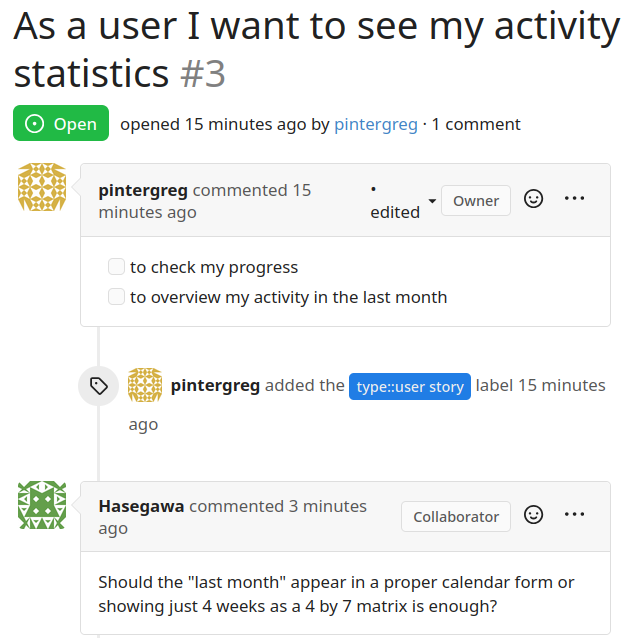 As a user I want to see my activity
statistics #3
Open opened 15 minutes ago by pintergreg · 1 comment
pintergreg commented 15 minutes ago • edited Owner
to check my progress
to overview my activity in the last month
pintergreg added the type::user story label 15 minutes
ago
Hasegawa commented 3 minutes ago Collaborator
Should the "last month" appear in a proper calendar form or
showing just 4 weeks as a 4 by 7 matrix is enough?